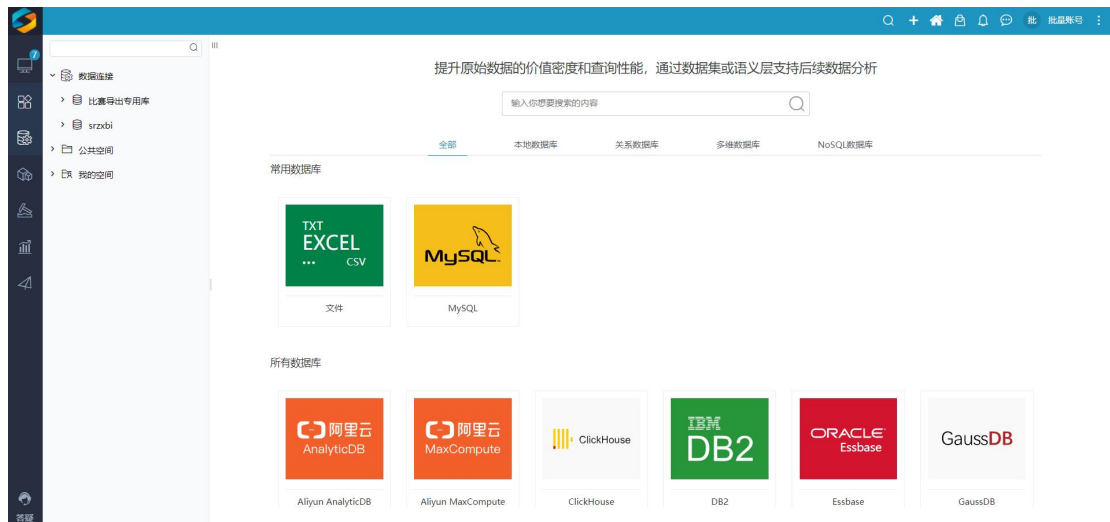 7
批
批量账号
数据连接
比赛导出专用库
srzxbi
公共空间
我的空间
答疑
提升原始数据的价值密度和查询性能，通过数据集或语义层支持后续数据分析
输入你想要搜索的内容
全部
本地数据库
关系数据库
多维数据库
NoSQL数据库
常用数据库
TXT
EXCEL
... CSV
文件
MySQL
MySQL
所有数据库
阿里云
AnalyticDB
Aliyun AnalyticDB
阿里云
MaxCompute
Aliyun MaxCompute
ClickHouse
ClickHouse
IBM
DB2
DB2
ORACLE
Essbase
Essbase
GaussDB
GaussDB